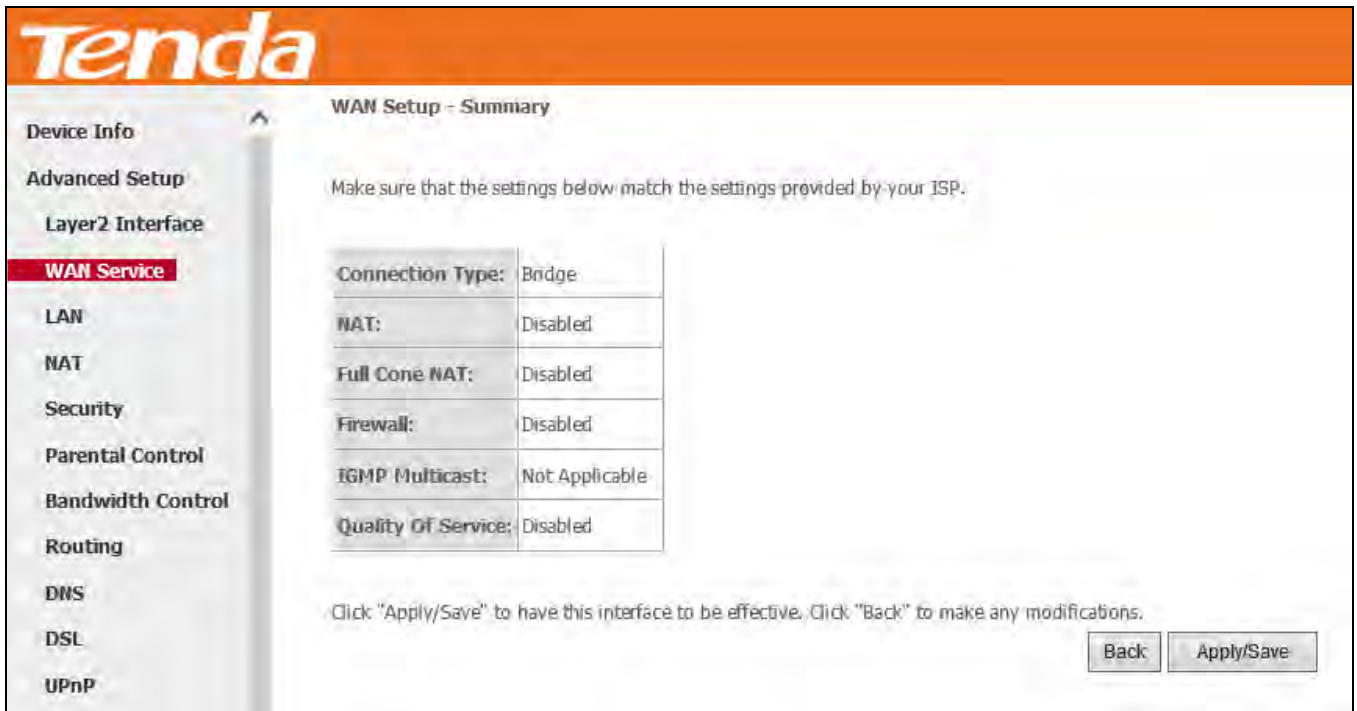 Tenda
Device Info
Advanced Setup
Layer2 Interface
WAN Service
LAN
NAT
Security
Parental Control
Bandwidth Control
Routing
DNS
DSL
UPnP
WAN Setup - Summary
Make sure that the settings below match the settings provided by your ISP.
Connection Type: Bridge
NAT: Disabled
Full Cone NAT: Disabled
Firewall: Disabled
IGMP Multicast: Not Applicable
Quality Of Service: Disabled
Click "Apply/Save" to have this interface to be effective. Click "Back" to make any modifications.
Back Apply/Save